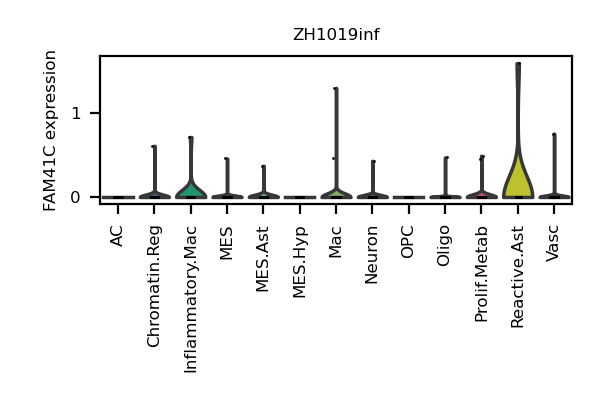 ZH1019inf
FAM41C expression
1
0
AC
Chromatin.Reg
Inflammatory.Mac
MES
MES.Ast
MES.Hyp
Mac
Neuron
OPC
Oligo
Prolif.Metab
Reactive.Ast
Vasc